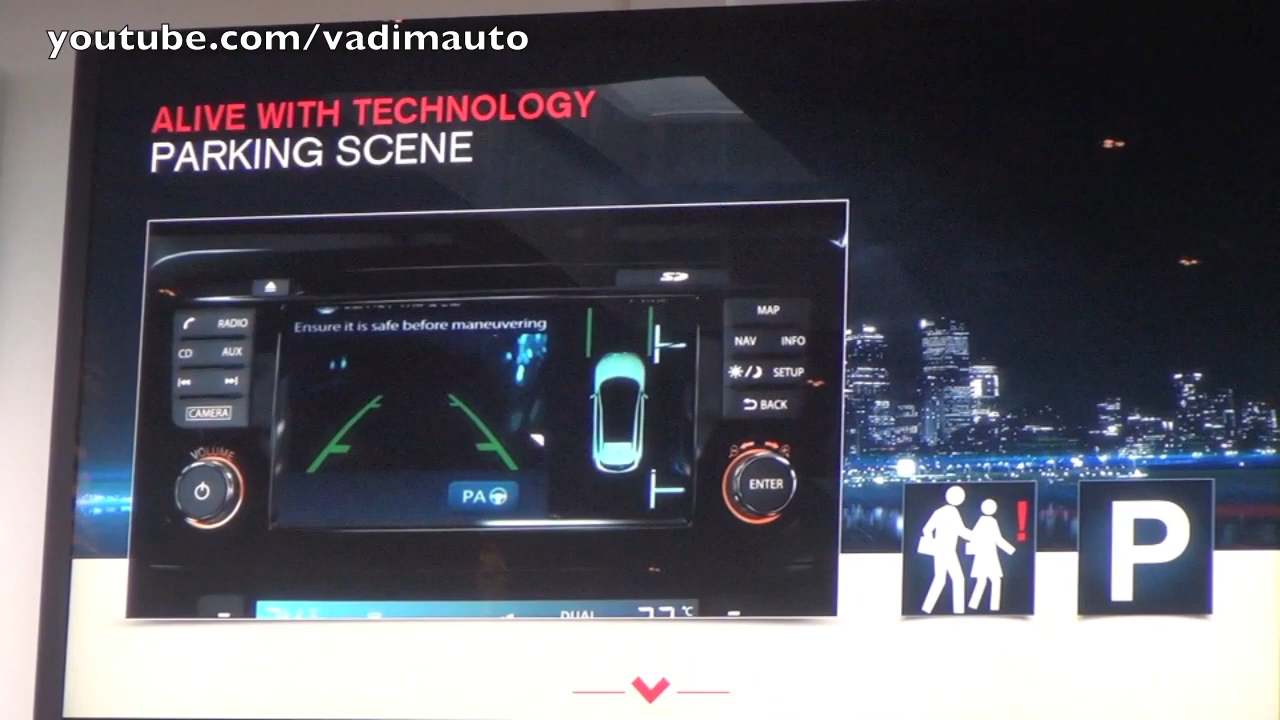 youtube.com/vadimauto
ALIVE WITH TECHNOLOGY
PARKING SCENE
Ensure it is safe before maneuvering
RADIO
CD AUX
CAMERA
VOLUME
PA
MAP
NAV INFO
SETUP
BACK
ENTER
DUAL
!
P